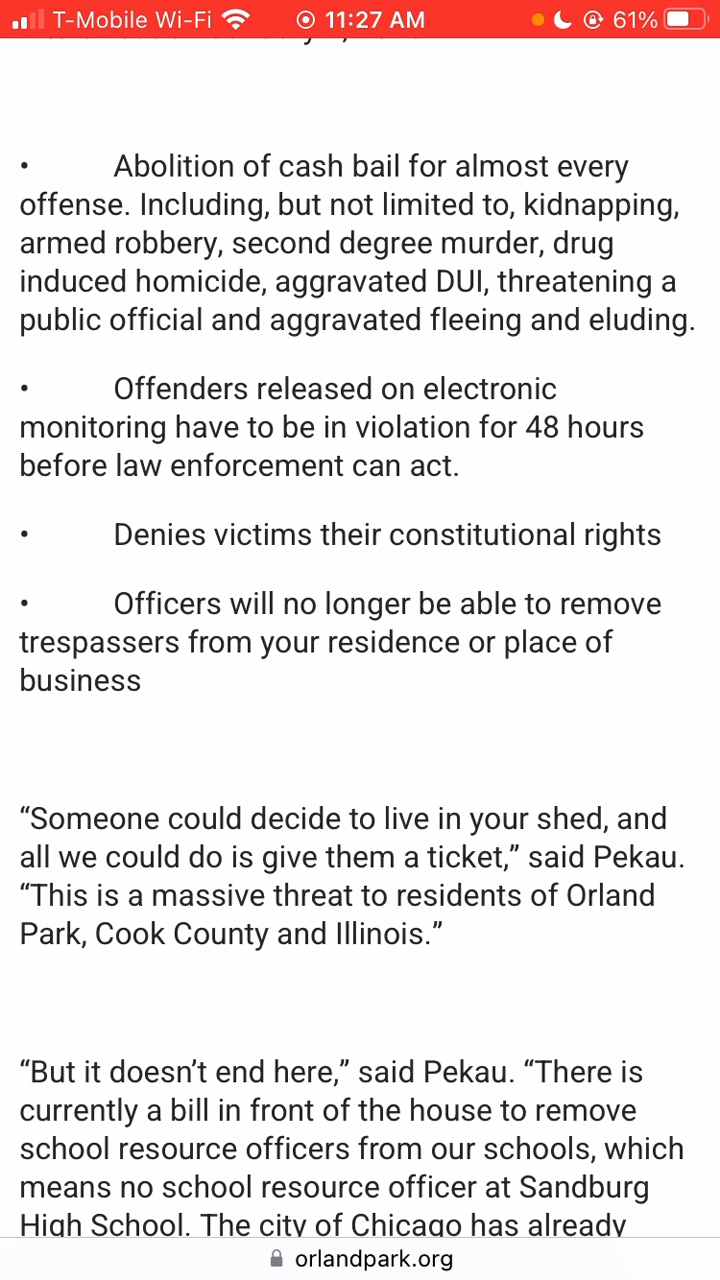 T-Mobile Wi-Fi 11:27 AM 61%
• Abolition of cash bail for almost every
offense. Including, but not limited to, kidnapping,
armed robbery, second degree murder, drug
induced homicide, aggravated DUI, threatening a
public official and aggravated fleeing and eluding.
• Offenders released on electronic
monitoring have to be in violation for 48 hours
before law enforcement can act.
• Denies victims their constitutional rights
• Officers will no longer be able to remove
trespassers from your residence or place of
business
“Someone could decide to live in your shed, and
all we could do is give them a ticket,” said Pekau.
“This is a massive threat to residents of Orland
Park, Cook County and Illinois.”
“But it doesn’t end here,” said Pekau. “There is
currently a bill in front of the house to remove
school resource officers from our schools, which
means no school resource officer at Sandburg
High School. The city of Chicago has already
orlandpark.org